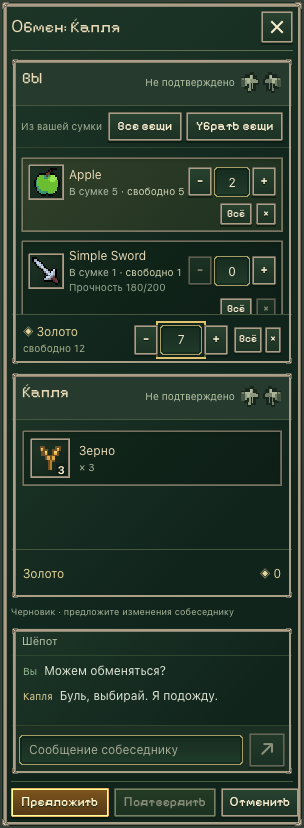 Обмен: Капля
×
Вы
Не подтверждено
Из вашей сумки
Все вещи
Убрать вещи
Apple
В сумке 5 · свободно 5
-
2
+
Всё
×
Simple Sword
В сумке 1 · свободно 1
Прочность 180/200
-
0
+
Всё
×
Золото
свободно 12
-
7
+
Всё
×
Капля
Не подтверждено
3
Зерно
× 3
Золото
0
Черновик · предложите изменения собеседнику
Шёпот
Вы Можем обменяться?
Капля Буль, выбирай. Я подожду.
Сообщение собеседнику
Предложить
Подтвердить
Отменить